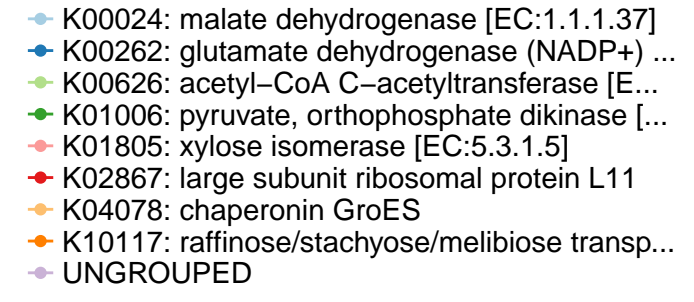 K00024: malate dehydrogenase [EC:1.1.1.37]
K00262: glutamate dehydrogenase (NADP+) ...
K00626: acetyl−CoA C−acetyltransferase [E...
K01006: pyruvate, orthophosphate dikinase [...
K01805: xylose isomerase [EC:5.3.1.5]
K02867: large subunit ribosomal protein L11
K04078: chaperonin GroES
K10117: raffinose/stachyose/melibiose transp...
UNGROUPED